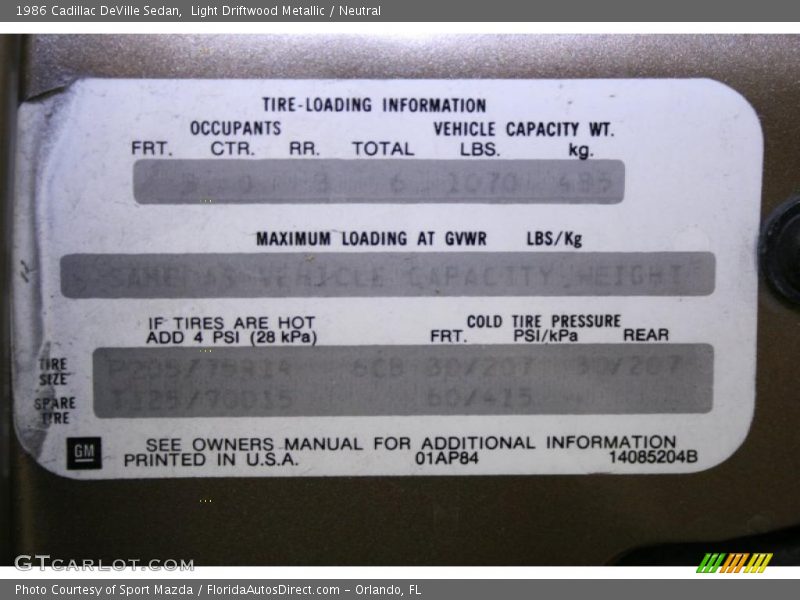 1986 Cadillac DeVille Sedan, Light Driftwood Metallic / Neutral
TIRE-LOADING INFORMATION
OCCUPANTS VEHICLE CAPACITY WT.
FRT. CTR. RR. TOTAL LBS. kg.
3 0 3 6 1070 485
MAXIMUM LOADING AT GVWR LBS/Kg
SAME AS VEHICLE CAPACITY WEIGHT
IF TIRES ARE HOT COLD TIRE PRESSURE
ADD 4 PSI (28 kPa) FRT. PSI/kPa REAR
TIRE SIZE P205/75R14 30/207 30/207
SPARE TIRE T125/70D15 60/415
GM SEE OWNERS MANUAL FOR ADDITIONAL INFORMATION
PRINTED IN U.S.A. 01AP84 14085204B
GTCARLOT.COM
Photo Courtesy of Sport Mazda / FloridaAutosDirect.com - Orlando, FL